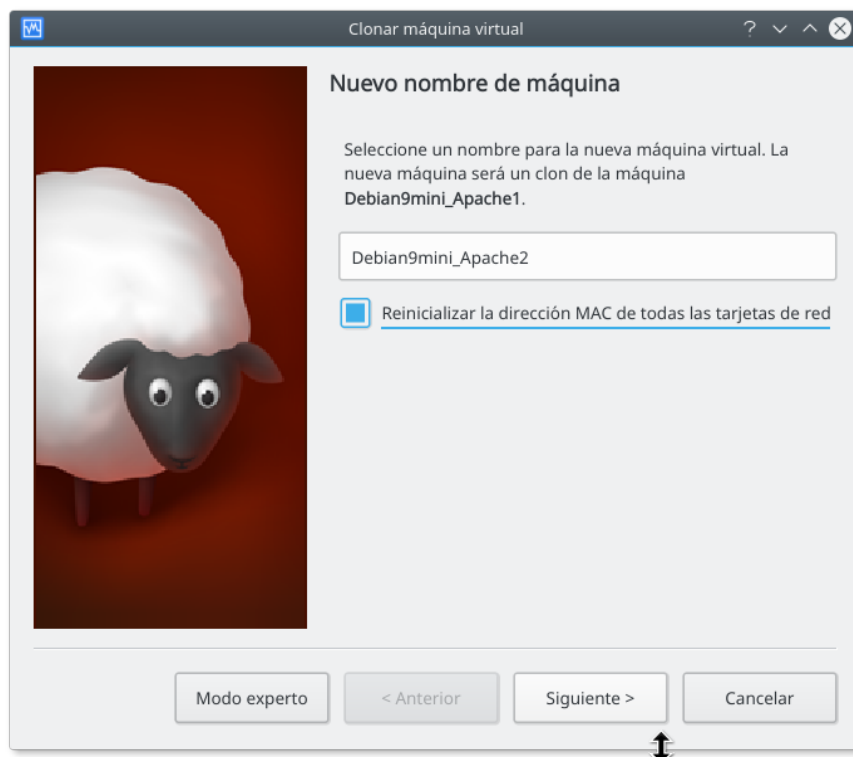 Clonar máquina virtual
Nuevo nombre de máquina
Seleccione un nombre para la nueva máquina virtual. La
nueva máquina será un clon de la máquina
Debian9mini_Apache1.
Debian9mini_Apache2
Reinicializar la dirección MAC de todas las tarjetas de red
Modo experto
< Anterior
Siguiente >
Cancelar